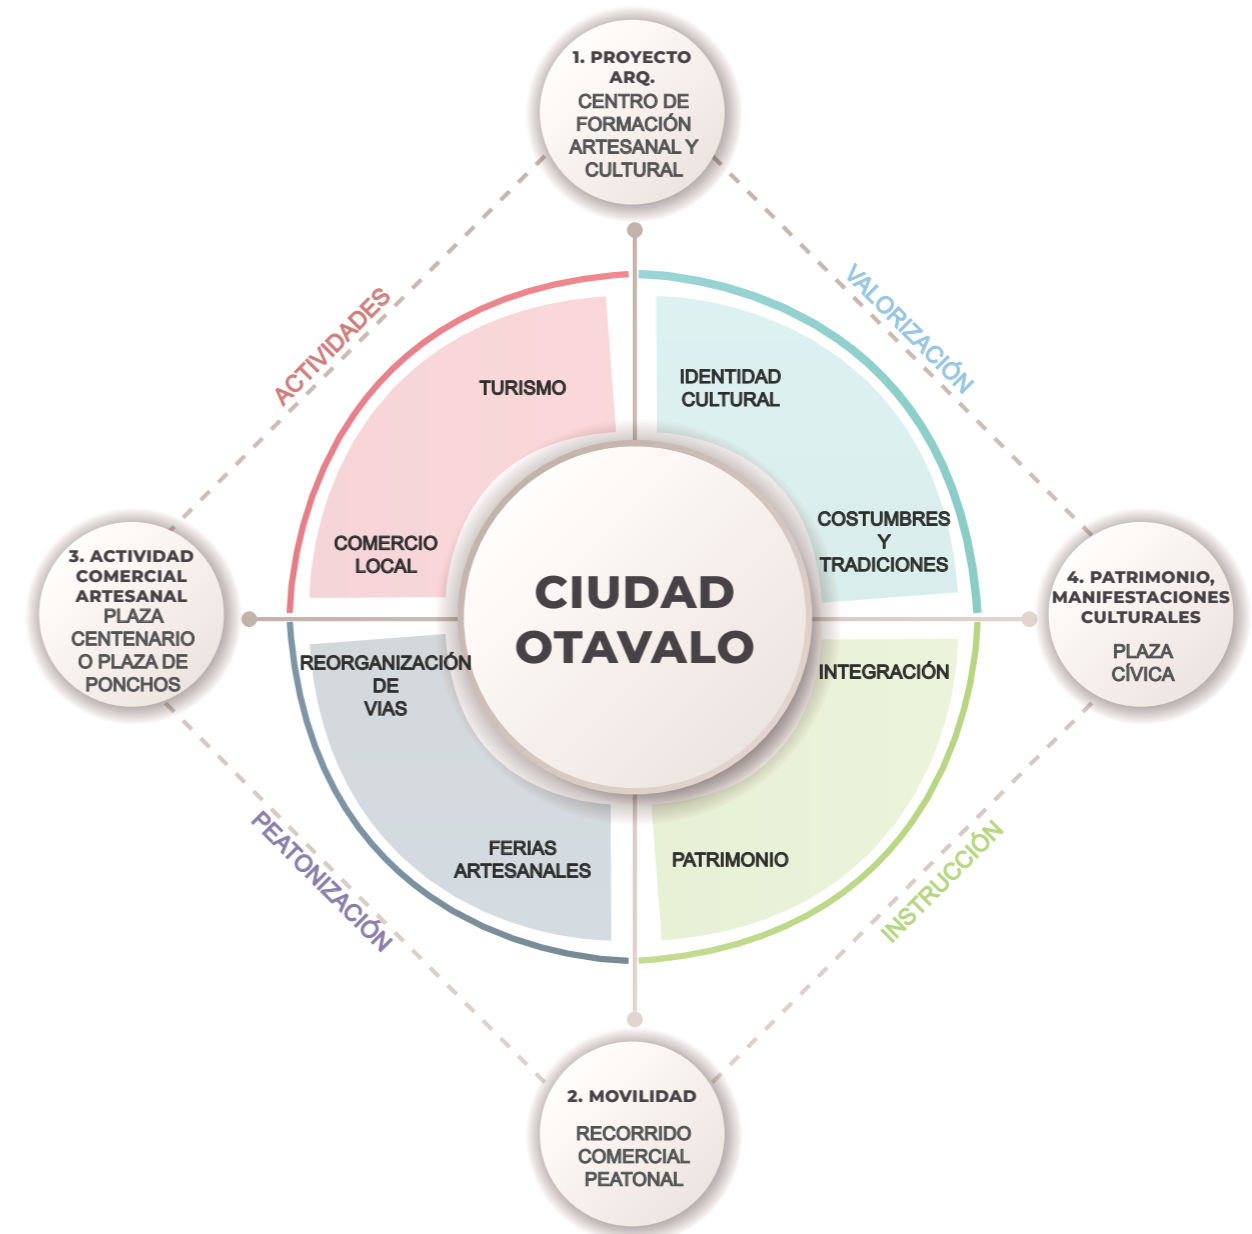 1. PROYECTO
ARQ.
CENTRO DE
FORMACIÓN
ARTESANAL Y
CULTURAL
ACTIVIDADES
VALORIZACIÓN
TURISMO
IDENTIDAD
CULTURAL
COMERCIO
LOCAL
COSTUMBRES
Y
TRADICIONES
3. ACTIVIDAD
COMERCIAL
ARTESANAL
PLAZA
CENTENARIO
O PLAZA DE
PONCHOS
CIUDAD
OTAVALO
4. PATRIMONIO,
MANIFESTACIONES
CULTURALES
PLAZA
CÍVICA
REORGANIZACIÓN
DE
VIAS
INTEGRACIÓN
FERIAS
ARTESANALES
PATRIMONIO
PEATONIZACIÓN
INSTRUCCIÓN
2. MOVILIDAD
RECORRIDO
COMERCIAL
PEATONAL